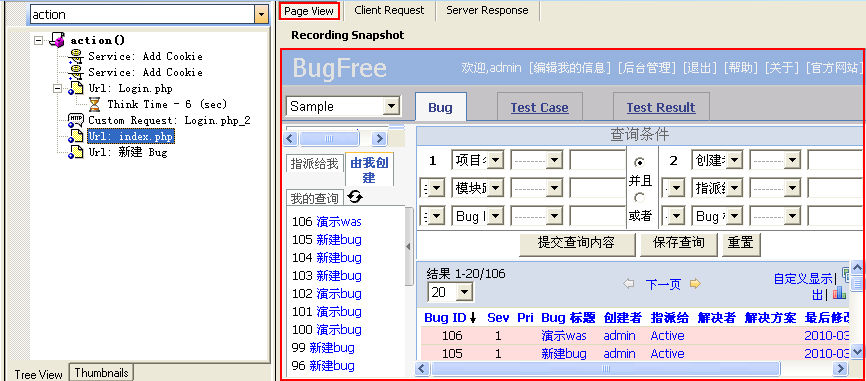 action
action()
Service: Add Cookie
Service: Add Cookie
Url: Login.php
Think Time - 6 (sec)
Custom Request: Login.php_2
Url: index.php
Url: 新建 Bug
Tree View Thumbnails
Page View Client Request Server Response
Recording Snapshot
BugFree 欢迎,admin [编辑我的信息] [后台管理] [退出] [帮助] [关于] [官方网站]
Sample Bug Test Case Test Result
指派给我 由我创建
我的查询
106 演示was
105 新建bug
104 新建bug
103 新建bug
102 演示bug
101 演示bug
100 演示bug
99 新建bug
96 新建bug
查询条件
1 项目 -------- 并且 2 创建者
模块 -------- 指派给
Bug -------- 或者 Bug
提交查询内容 保存查询 重置
结果 1-20/106
20 下一页 自定义显示|
出|
Bug ID Sev Pri Bug 标题 创建者 指派给 解决者 解决方案 最后修改
106 1 演示was admin Active 2010-03
105 1 新建bug admin Active 2010-03